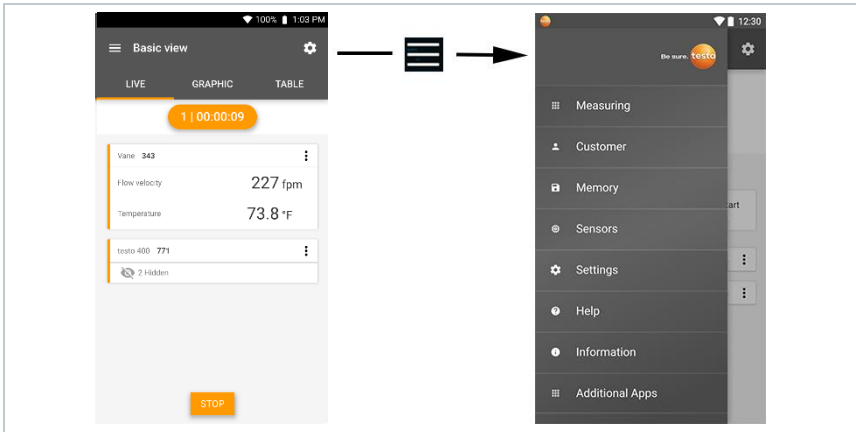 100% 1:03 PM
Basic view
LIVE GRAPHIC TABLE
1 | 00:00:09
Vane 343
Flow velocity 227 fpm
Temperature 73.8 °F
testo 400 771
2 Hidden
STOP
12:30
Be sure. testo
Measuring
Customer
Memory
Sensors
Settings
Help
Information
Additional Apps